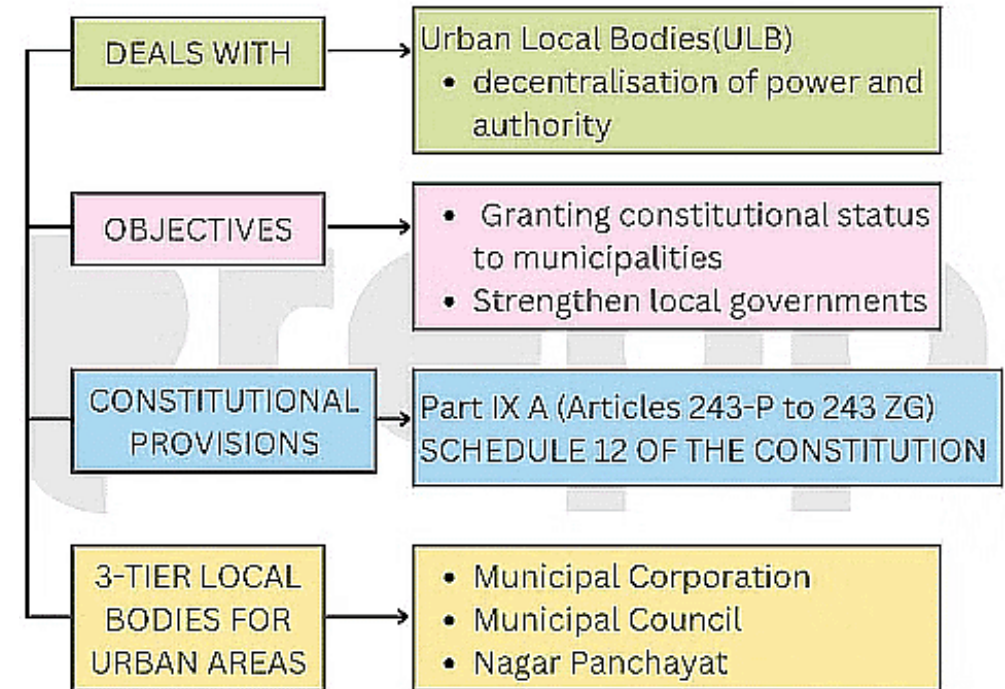 DEALS WITH
Urban Local Bodies(ULB)
• decentralisation of power and
authority
OBJECTIVES
• Granting constitutional status
to municipalities
• Strengthen local governments
CONSTITUTIONAL
PROVISIONS
Part IX A (Articles 243-P to 243 ZG)
SCHEDULE 12 OF THE CONSTITUTION
3-TIER LOCAL
BODIES FOR
URBAN AREAS
• Municipal Corporation
• Municipal Council
• Nagar Panchayat